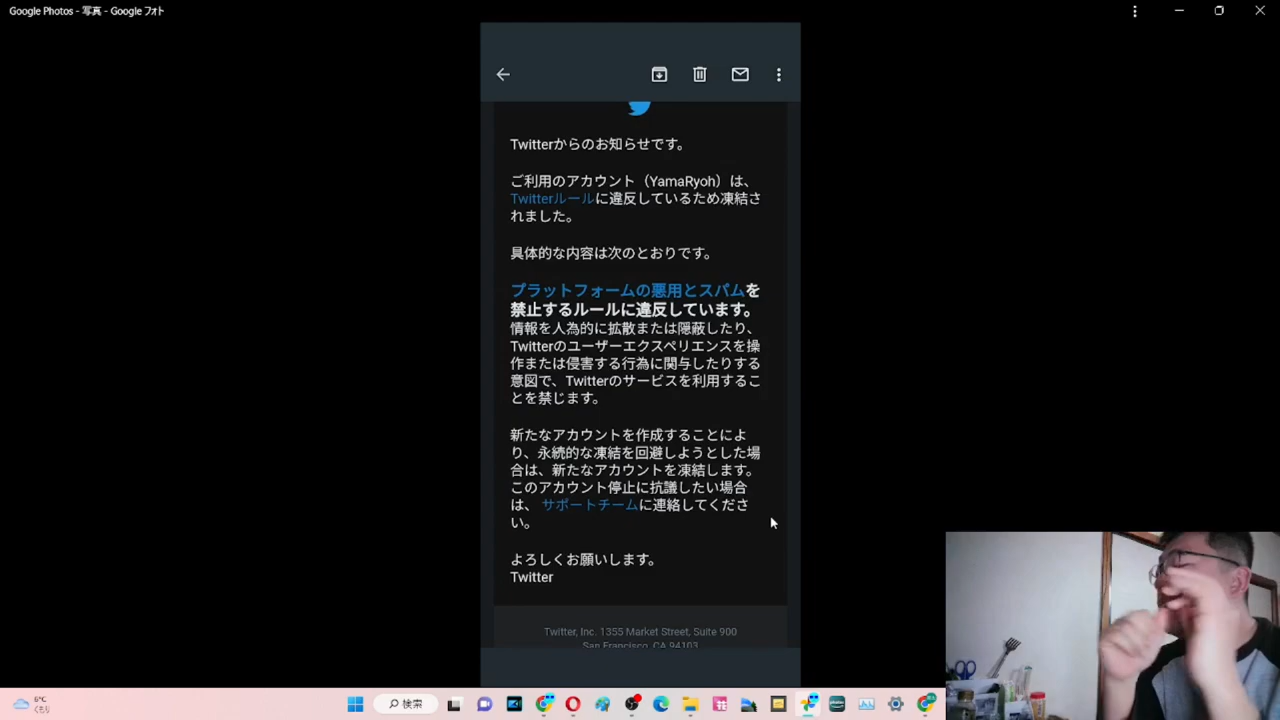 Google Photos - 写真 - Google フォト
Twitterからのお知らせです。
ご利用のアカウント（YamaRyoh）は、
Twitterルールに違反しているため凍結さ
れました。
具体的な内容は次のとおりです。
プラットフォームの悪用とスパムを
禁止するルールに違反しています。
情報を人為的に拡散または隠蔽したり、
Twitterのユーザーエクスペリエンスを操
作または侵害する行為に関与したりする
意図で、Twitterのサービスを利用するこ
とを禁じます。
新たなアカウントを作成することによ
り、永続的な凍結を回避しようとした場
合は、新たなアカウントを凍結します。
このアカウント停止に抗議したい場合
は、 サポートチームに連絡してくださ
い。
よろしくお願いします。
Twitter
Twitter, Inc. 1355 Market Street, Suite 900
San Francisco, CA 94103
6°C
くもり
検索